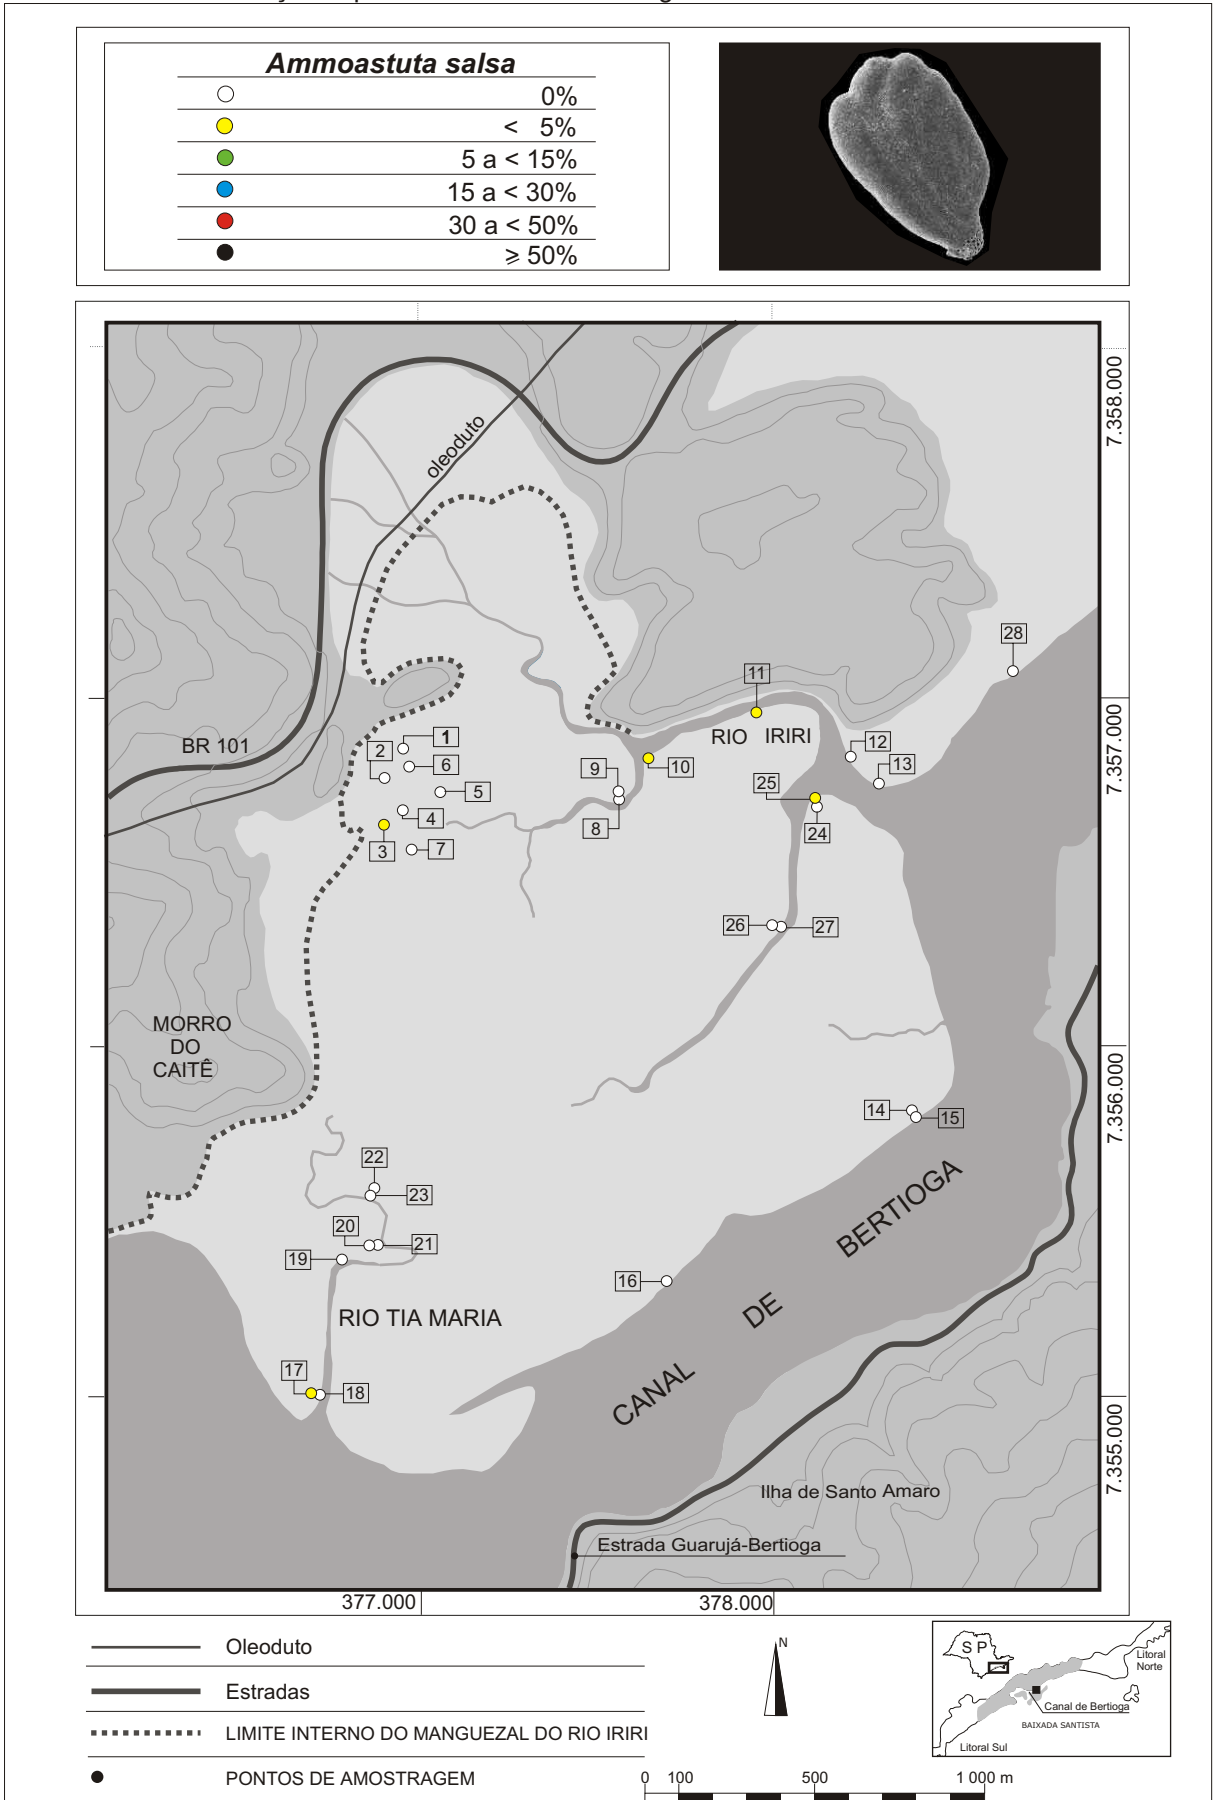 Ammoastuta salsa
0%
< 5%
5 a < 15%
15 a < 30%
30 a < 50%
≥ 50%
7.358.000
oleoduto
28
11
BR 101
1
2
6
5
4
3
7
9
8
10
RIO IRIRI
12
13
25
24
7.357.000
26
27
MORRO
DO
CAITÊ
7.356.000
14
15
22
23
20
21
19
16
RIO TIA MARIA
17
18
CANAL DE BERTIOGA
7.355.000
Ilha de Santo Amaro
Estrada Guarujá-Bertioga
377.000
378.000
Oleoduto
Estradas
LIMITE INTERNO DO MANGUEZAL DO RIO IRIRI
PONTOS DE AMOSTRAGEM
N
0 100 500 1 000 m
S P
Litoral
Norte
Canal de Bertioga
BAIXADA SANTISTA
Litoral Sul